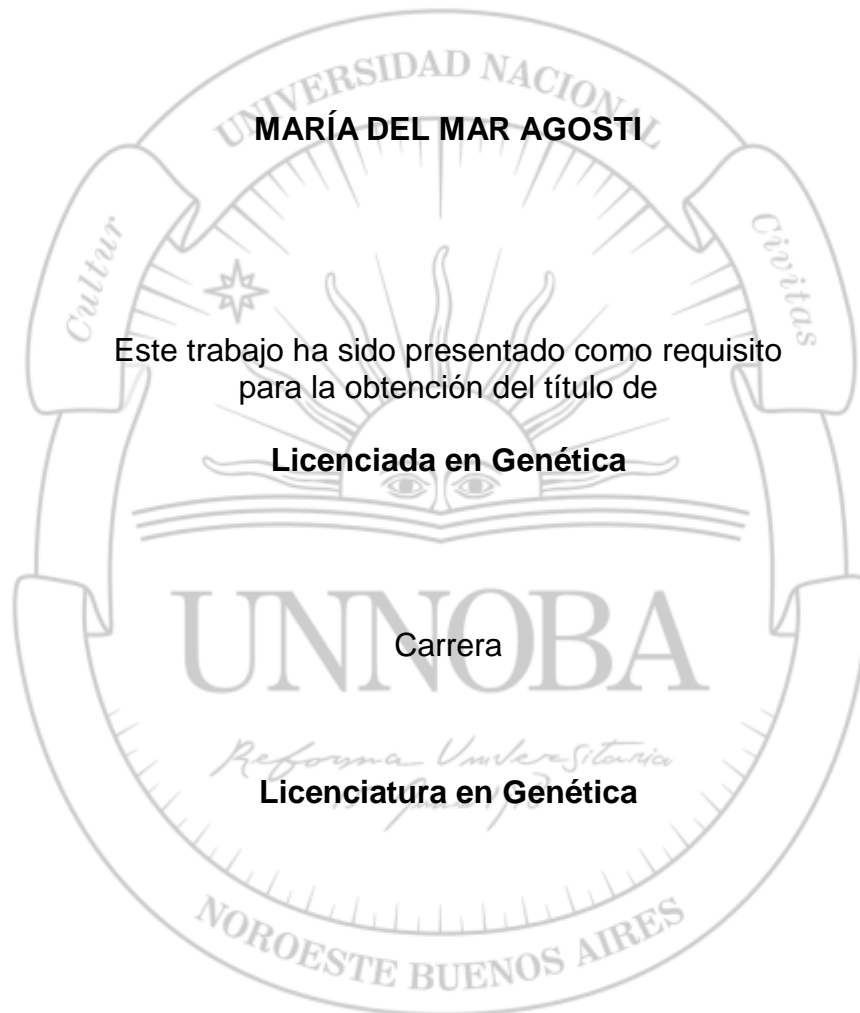 UNIVERSIDAD NACIONAL
MARÍA DEL MAR AGOSTI
Cultur
Civitas
Este trabajo ha sido presentado como requisito
para la obtención del título de
Licenciada en Genética
UNNOBA
Carrera
Reforma Universitaria
Licenciatura en Genética
NOROESTE BUENOS AIRES